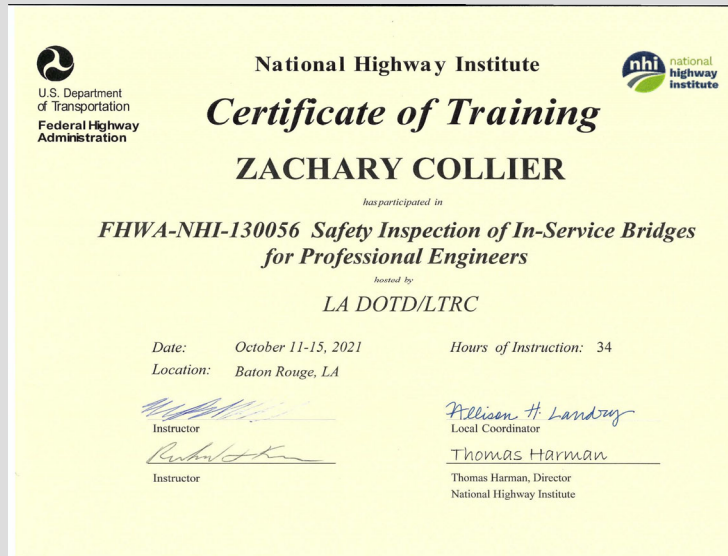 National Highway Institute
U.S. Department
of Transportation
Federal Highway
Administration
nhi national
highway
institute
Certificate of Training
ZACHARY COLLIER
has participated in
FHWA-NHI-130056 Safety Inspection of In-Service Bridges
for Professional Engineers
hosted by
LA DOTD/LTRC
Date: October 11-15, 2021 Hours of Instruction: 34
Location: Baton Rouge, LA
Allison H. Landry
Instructor Local Coordinator
Thomas Harman
Instructor Thomas Harman, Director
National Highway Institute